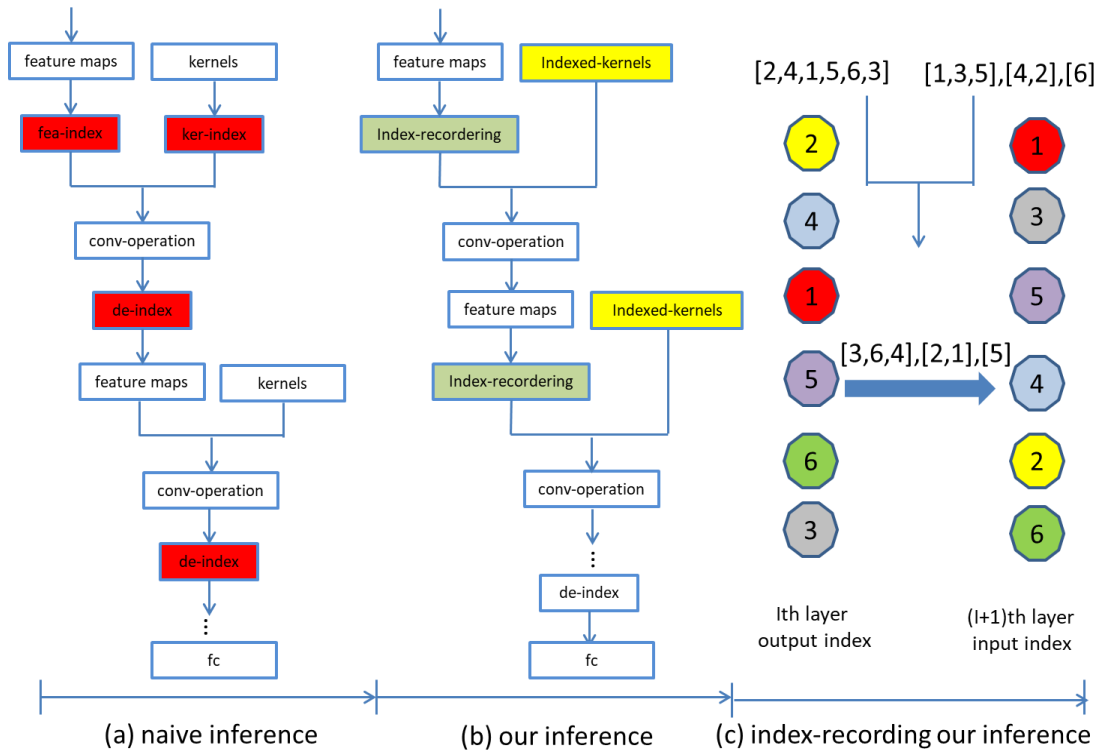 feature maps
kernels
fea-index
ker-index
conv-operation
de-index
feature maps
kernels
conv-operation
de-index
⋮
fc
(a) naive inference
feature maps
Indexed-kernels
Index-recordering
conv-operation
feature maps
Indexed-kernels
Index-recordering
conv-operation
⋮
de-index
fc
(b) our inference
[2,4,1,5,6,3]
[1,3,5],[4,2],[6]
2
4
1
5
6
3
[3,6,4],[2,1],[5]
1
3
5
4
2
6
Ith layer
output index
(I+1)th layer
input index
(c) index-recording our inference